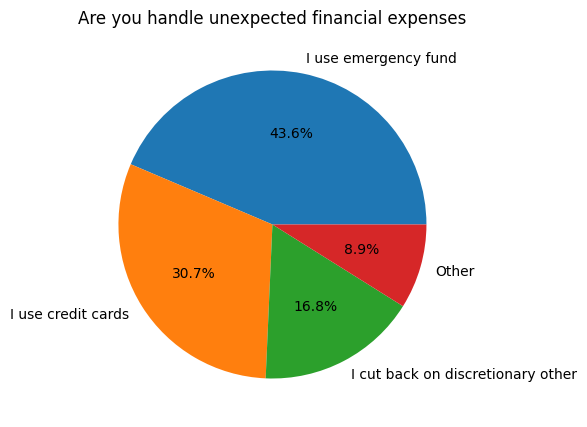 Are you handle unexpected financial expenses
I use emergency fund
43.6%
30.7%
8.9%
Other
16.8%
I use credit cards
I cut back on discretionary other